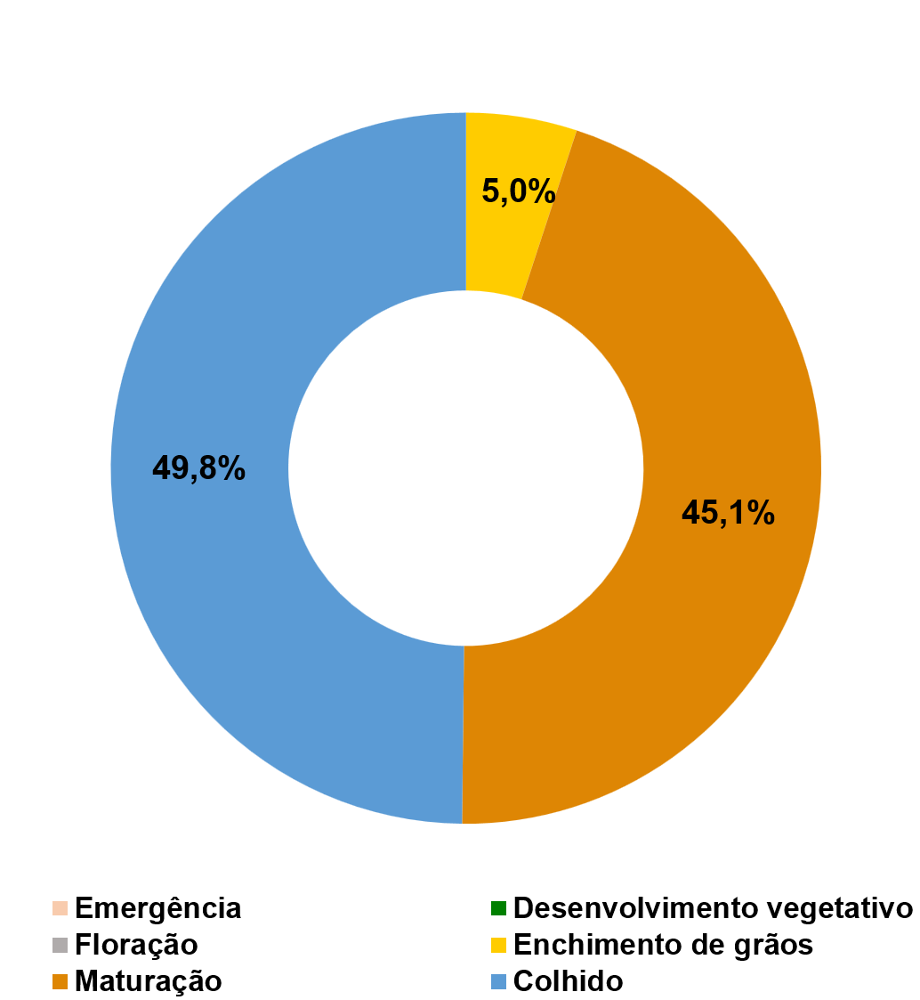 5,0%
49,8%
45,1%
Emergência
Desenvolvimento vegetativo
Floração
Enchimento de grãos
Maturação
Colhido